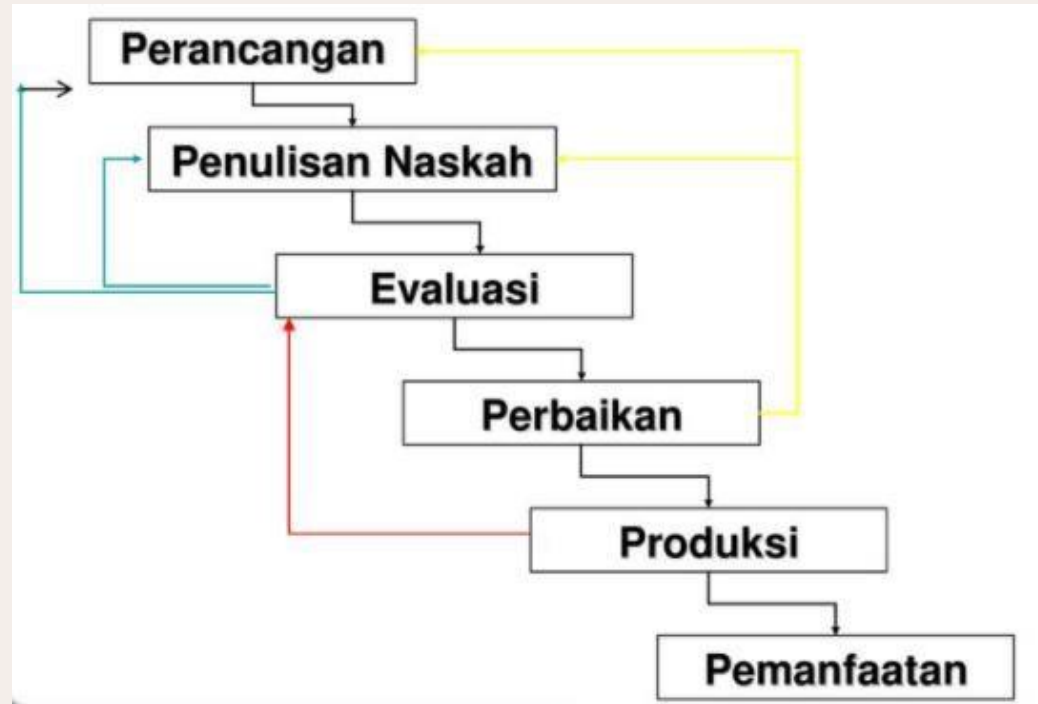 Perancangan
Penulisan Naskah
Evaluasi
Perbaikan
Produksi
Pemanfaatan